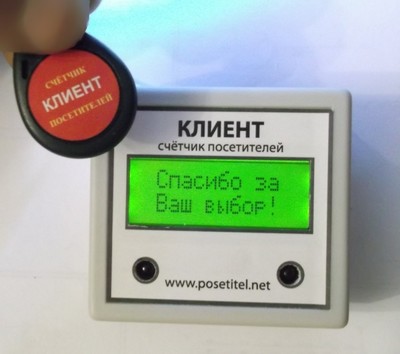 СЧЁТЧИК
КЛИЕНТ
ПОСЕТИТЕЛЕЙ
КЛИЕНТ
счётчик посетителей
Спасибо за
Ваш выбор!
www.posetitel.net